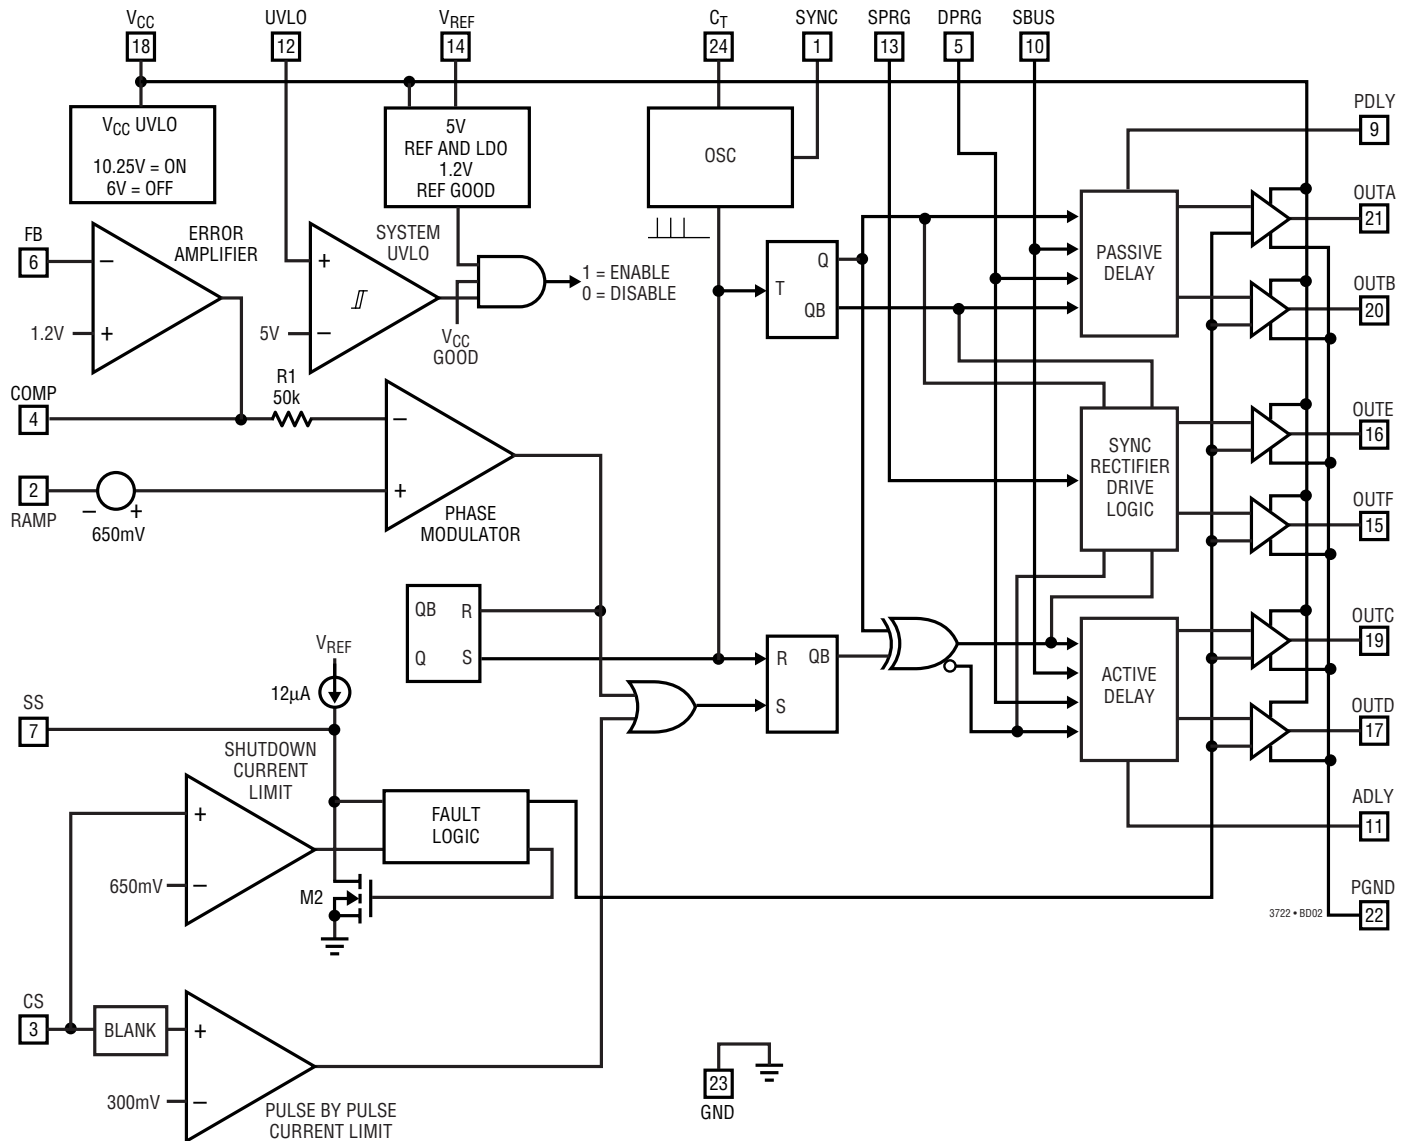 VCC
18
UVLO
12
VREF
14
CT
24
SYNC
1
SPRG
13
DPRG
5
SBUS
10
PDLY
9
VCC UVLO
10.25V = ON
6V = OFF
5V
REF AND LDO
1.2V
REF GOOD
OSC
FB
6
ERROR
AMPLIFIER
−
+
1.2V
SYSTEM
UVLO
+
−
5V
VCC
GOOD
1 = ENABLE
0 = DISABLE
T
Q
QB
PASSIVE
DELAY
OUTA
21
OUTB
20
COMP
4
R1
50k
−
+
2
RAMP
− +
650mV
PHASE
MODULATOR
SYNC
RECTIFIER
DRIVE
LOGIC
OUTE
16
OUTF
15
QB R
Q S
R QB
S
ACTIVE
DELAY
OUTC
19
OUTD
17
VREF
12µA
SS
7
SHUTDOWN
CURRENT
LIMIT
+
650mV −
FAULT
LOGIC
M2
ADLY
11
PGND
22
3722 • BD02
CS
3
BLANK
+
300mV −
PULSE BY PULSE
CURRENT LIMIT
23
GND